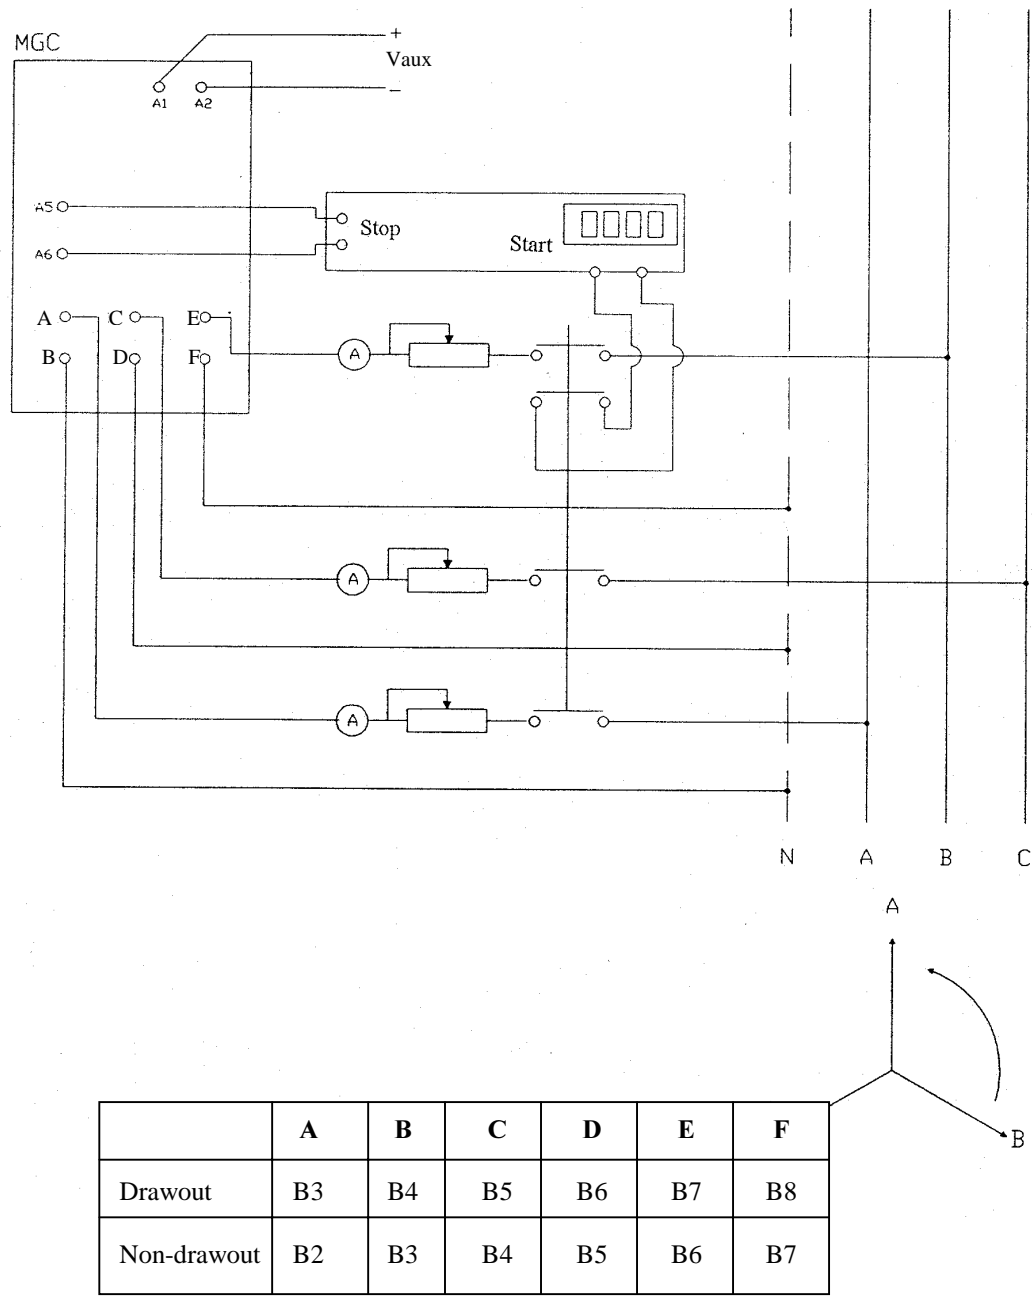 MGC
+
Vaux
−
A1 A2
A5
A6
Stop
Start
A C E
B D F
A
A
A
N A B C
A
B
A B C D E F
Drawout B3 B4 B5 B6 B7 B8
Non-drawout B2 B3 B4 B5 B6 B7